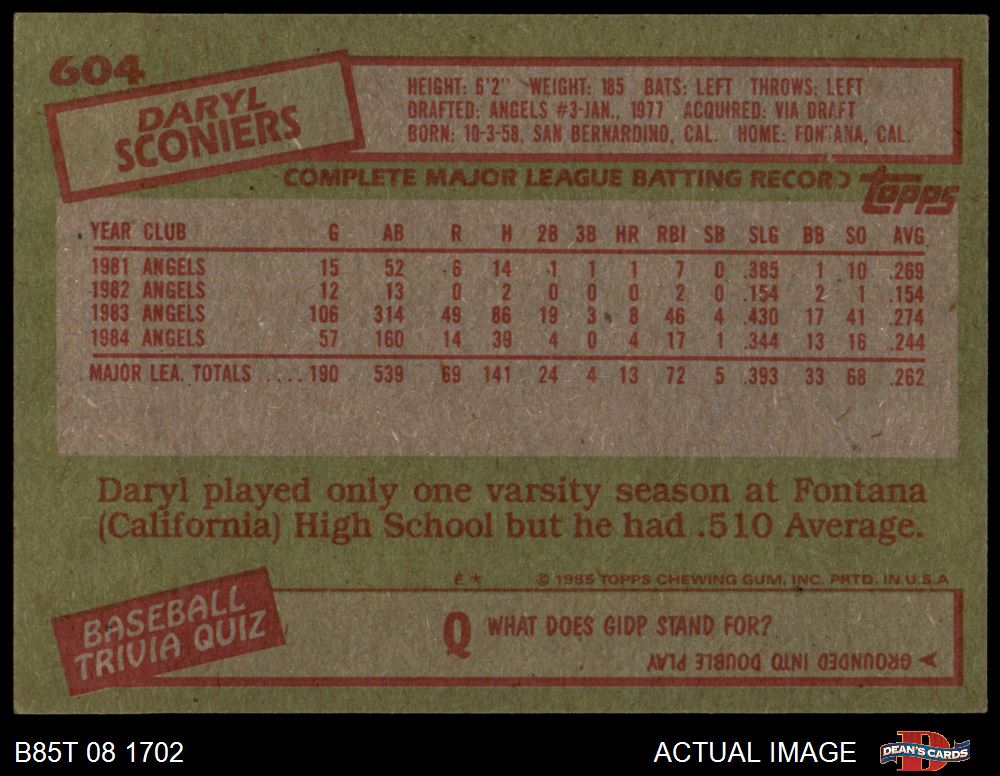 604
DARYL
SCONIERS
HEIGHT: 6'2" WEIGHT: 185 BATS: LEFT THROWS: LEFT
DRAFTED: ANGELS #3-JAN., 1977 ACQUIRED: VIA DRAFT
BORN: 10-3-58, SAN BERNARDINO, CAL. HOME: FONTANA, CAL.
COMPLETE MAJOR LEAGUE BATTING RECORD topps
YEAR CLUB G AB R H 2B 3B HR RBI SB SLG BB SO AVG.
1981 ANGELS 15 52 6 14 1 1 1 7 0 .385 1 10 .269
1982 ANGELS 12 13 0 2 0 0 0 2 0 .154 2 1 .154
1983 ANGELS 106 314 49 86 19 3 8 46 4 .430 17 41 .274
1984 ANGELS 57 160 14 39 4 0 4 17 1 .344 13 16 .244
MAJOR LEA. TOTALS ....190 539 69 141 24 4 13 72 5 .393 33 68 .262
Daryl played only one varsity season at Fontana
(California) High School but he had .510 Average.
E* © 1985 TOPPS CHEWING GUM, INC. PRTD. IN U.S.A
BASEBALL
TRIVIA QUIZ
Q WHAT DOES GIDP STAND FOR?
GROUNDED INTO DOUBLE PLAY
B85T 08 1702
ACTUAL IMAGE
D
DEAN'S CARDS